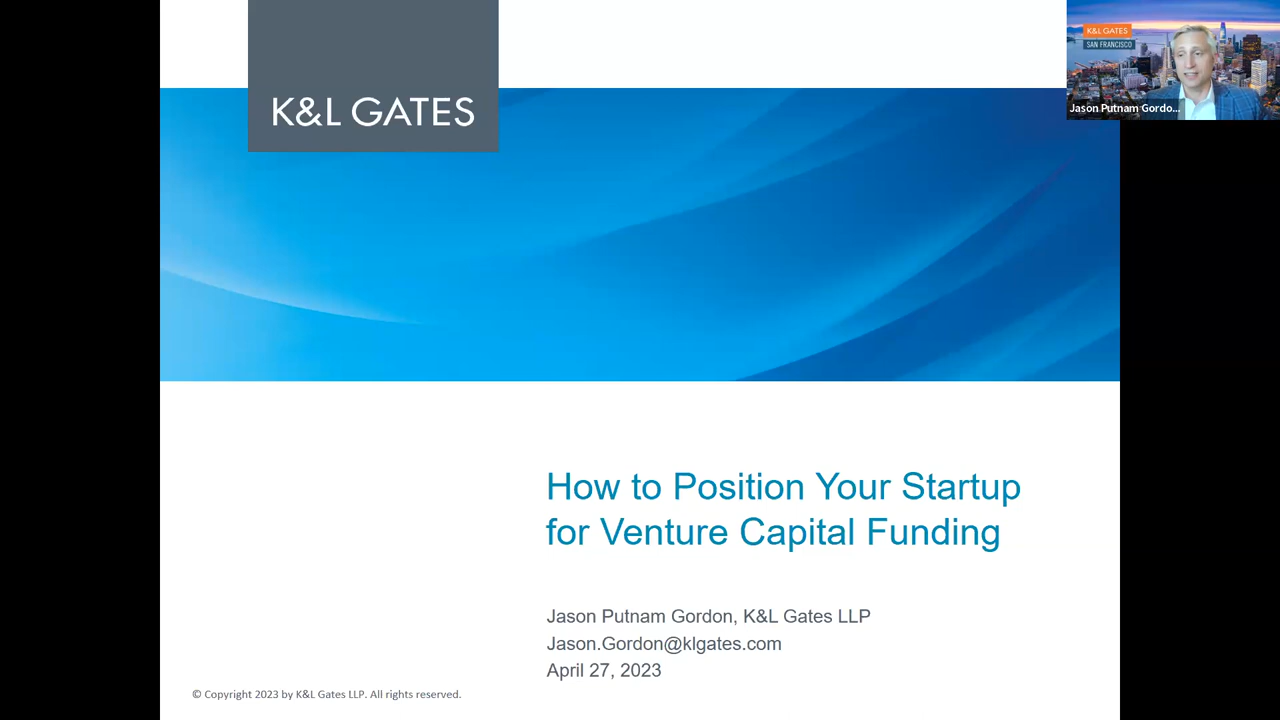 K&L GATES
K&L GATES
SAN FRANCISCO
Jason Putnam Gordo...
How to Position Your Startup
for Venture Capital Funding
Jason Putnam Gordon, K&L Gates LLP
Jason.Gordon@klgates.com
April 27, 2023
© Copyright 2023 by K&L Gates LLP. All rights reserved.